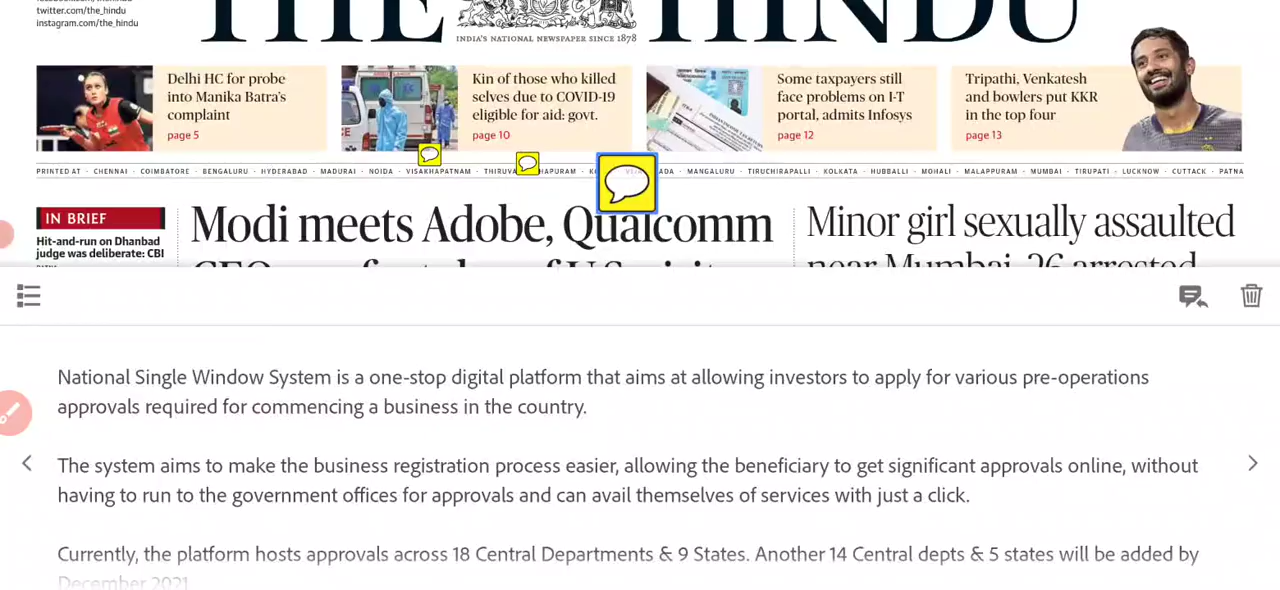 twitter.com/the_hindu
instagram.com/the_hindu
THE HINDU
INDIA'S NATIONAL NEWSPAPER SINCE 1878
Delhi HC for probe
into Manika Batra's
complaint
page 5
Kin of those who killed
selves due to COVID-19
eligible for aid: govt.
page 10
Some taxpayers still
face problems on I-T
portal, admits Infosys
page 12
Tripathi, Venkatesh
and bowlers put KKR
in the top four
page 13
PRINTED AT · CHENNAI · COIMBATORE · BENGALURU · HYDERABAD · MADURAI · NOIDA · VISAKHAPATNAM · MANGALURU · TIRUCHIRAPALLI · KOLKATA · HUBBALLI · MOHALI · MALAPPURAM · MUMBAI · TIRUPATI · LUCKNOW · CUTTACK · PATNA
IN BRIEF
Hit-and-run on Dhanbad
judge was deliberate: CBI
Modi meets Adobe, Qualcomm
Minor girl sexually assaulted
near Mumbai, 26 arrested
National Single Window System is a one-stop digital platform that aims at allowing investors to apply for various pre-operations
approvals required for commencing a business in the country.
The system aims to make the business registration process easier, allowing the beneficiary to get significant approvals online, without
having to run to the government offices for approvals and can avail themselves of services with just a click.
Currently, the platform hosts approvals across 18 Central Departments & 9 States. Another 14 Central depts & 5 states will be added by
December 2021